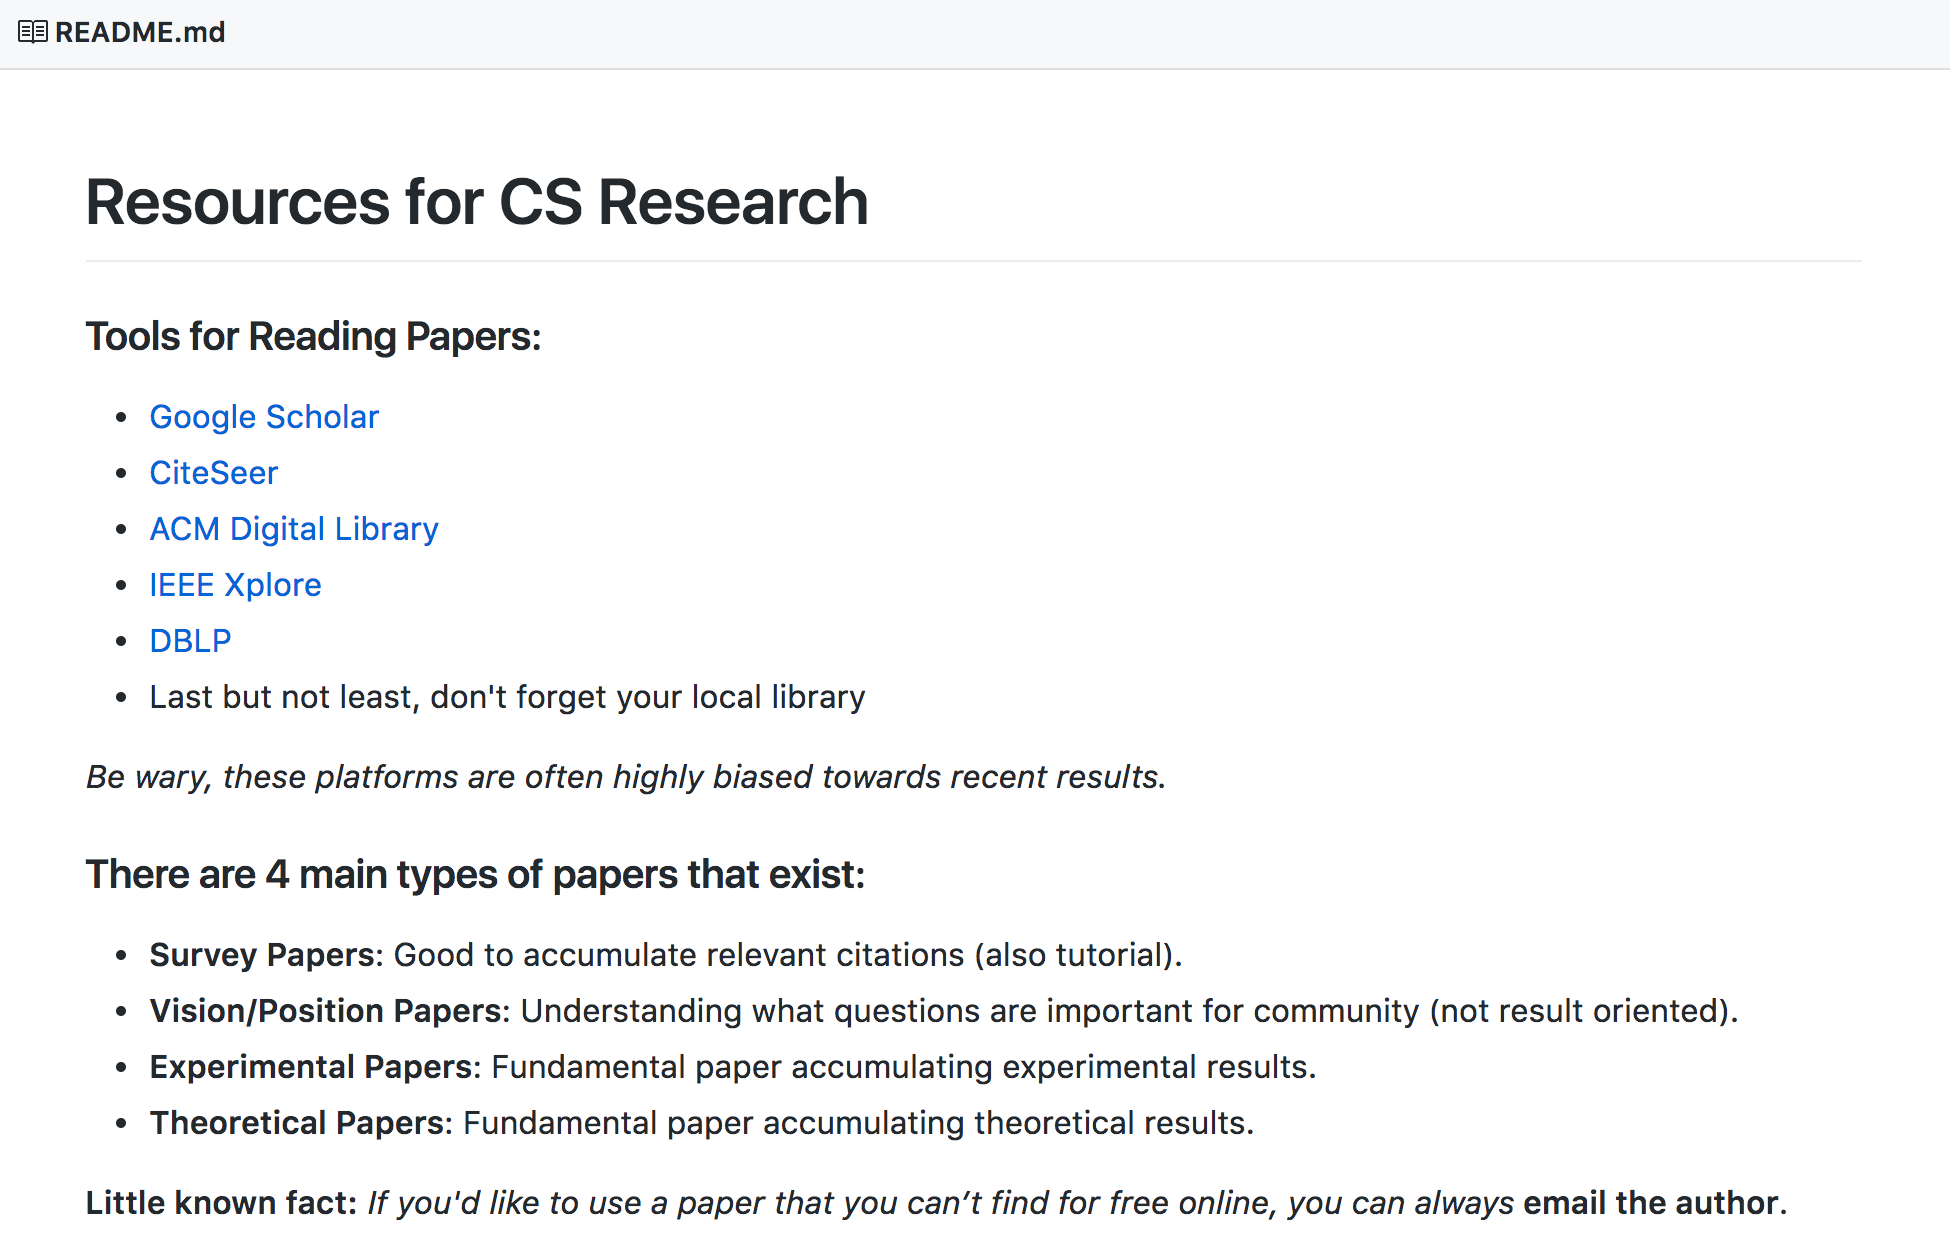 README.md
Resources for CS Research
Tools for Reading Papers:
• Google Scholar
• CiteSeer
• ACM Digital Library
• IEEE Xplore
• DBLP
• Last but not least, don't forget your local library
Be wary, these platforms are often highly biased towards recent results.
There are 4 main types of papers that exist:
• Survey Papers: Good to accumulate relevant citations (also tutorial).
• Vision/Position Papers: Understanding what questions are important for community (not result oriented).
• Experimental Papers: Fundamental paper accumulating experimental results.
• Theoretical Papers: Fundamental paper accumulating theoretical results.
Little known fact: If you'd like to use a paper that you can’t find for free online, you can always email the author.